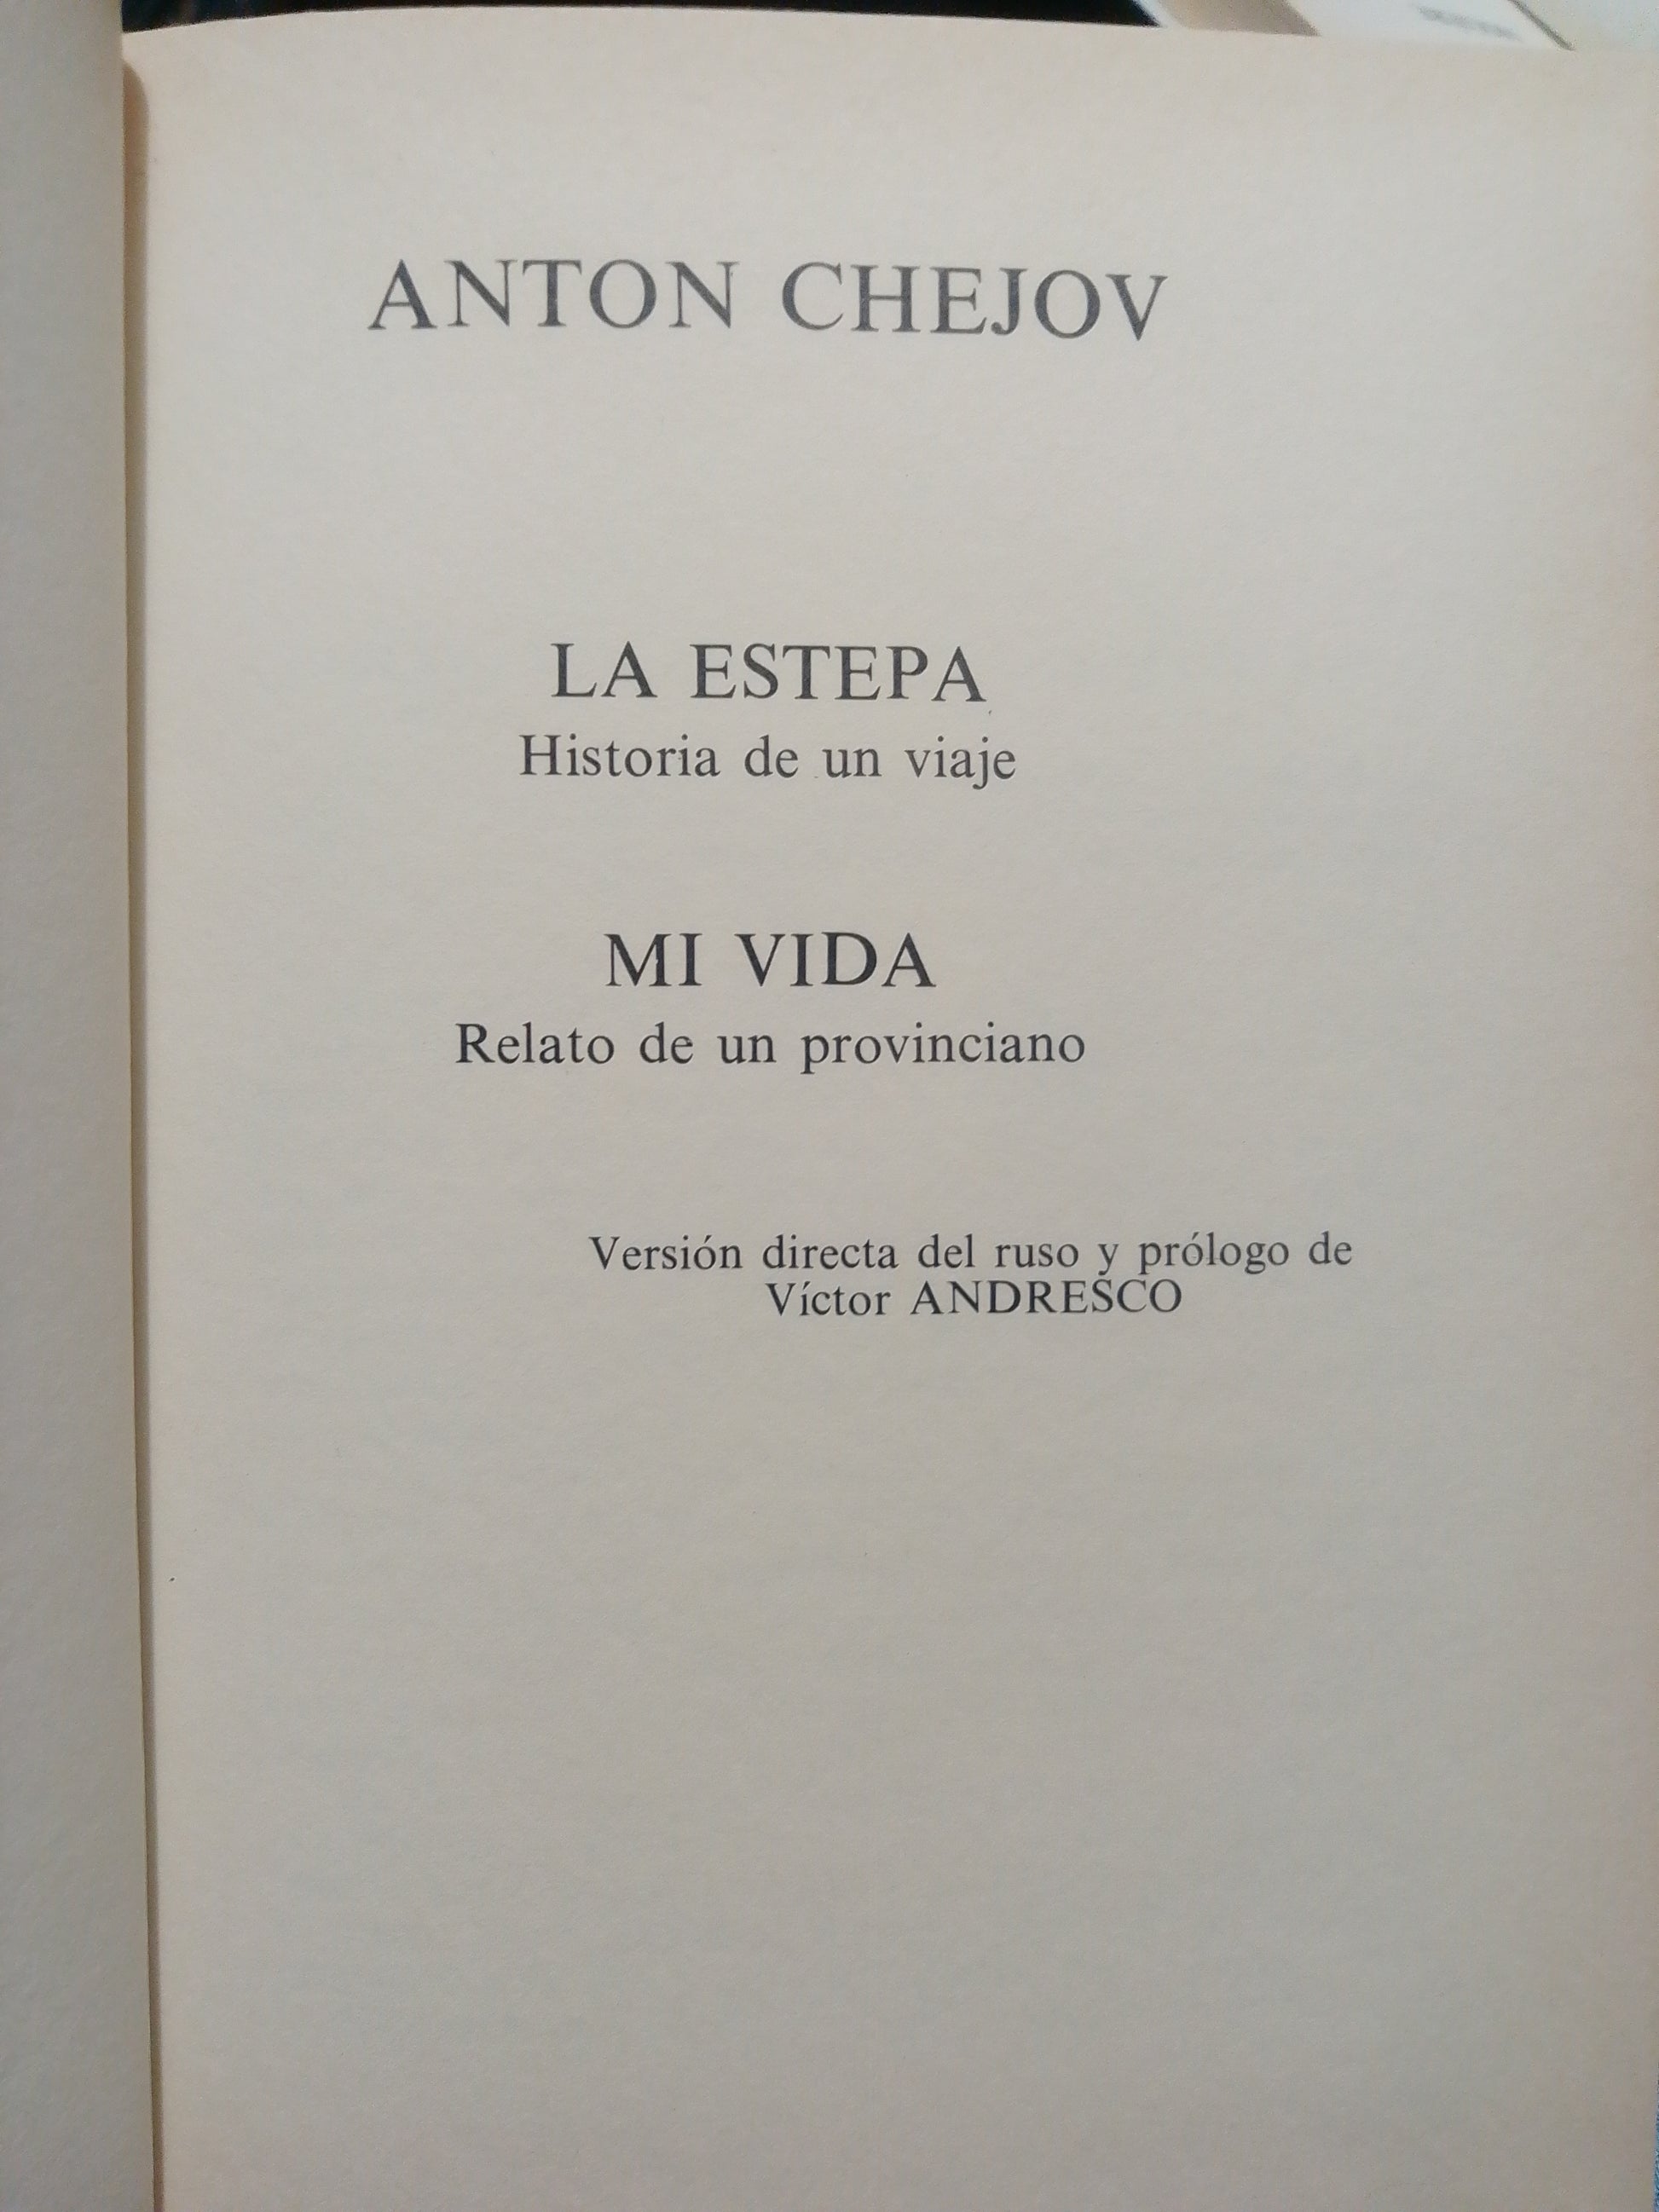 ANTON CHEJOV
LA ESTEPA
Historia de un viaje
MI VIDA
Relato de un provinciano
Versión directa del ruso y prólogo de
Víctor ANDRESCO